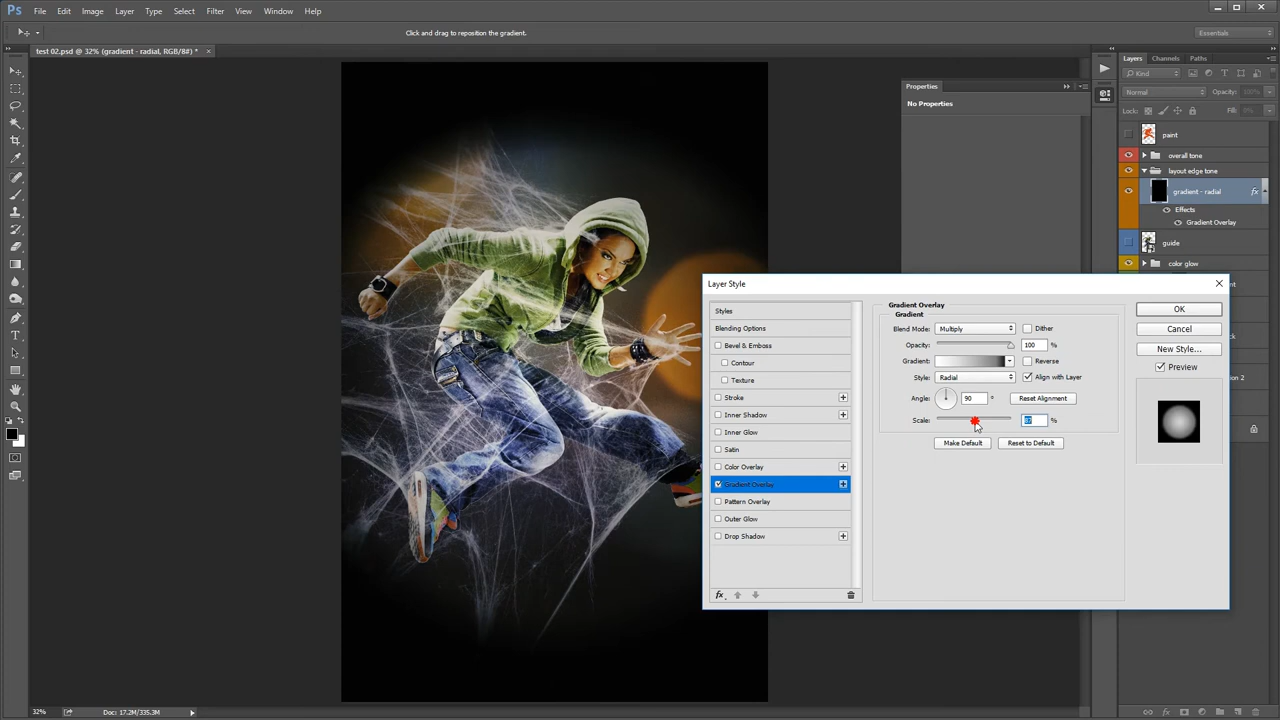 Ps File Edit Image Layer Type Select Filter View Window Help
Click and drag to reposition the gradient.
Essentials
test 02.psd @ 32% (gradient - radial, RGB/8#) *
Properties
No Properties
Layers Channels Paths
Kind
Normal Opacity: 100%
Lock: Fill:
paint
overall tone
layout edge tone
gradient - radial fx
Effects
Gradient Overlay
guide
color glow
Layer Style
Styles
Blending Options
Bevel & Emboss
Contour
Texture
Stroke
Inner Shadow
Inner Glow
Satin
Color Overlay
Gradient Overlay
Pattern Overlay
Outer Glow
Drop Shadow
fx
Gradient Overlay
Gradient
Blend Mode: Multiply Dither
Opacity: 100 %
Gradient: Reverse
Style: Radial Align with Layer
Angle: 90 ° Reset Alignment
Scale: 87 %
Make Default Reset to Default
OK
Cancel
New Style...
Preview
32% Doc: 17.2M/335.3M